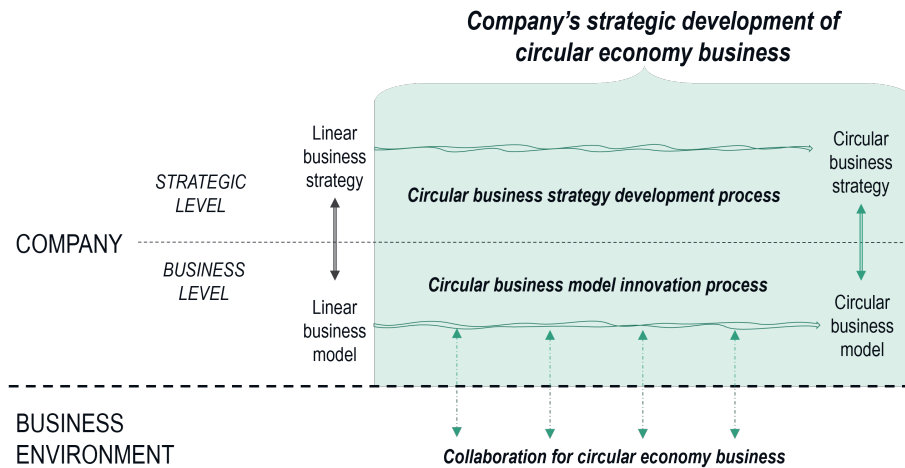 Company’s strategic development of
circular economy business
Linear
business
strategy
Circular
business
strategy
STRATEGIC
LEVEL
Circular business strategy development process
COMPANY
BUSINESS
LEVEL
Circular business model innovation process
Linear
business
model
Circular
business
model
BUSINESS
ENVIRONMENT
Collaboration for circular economy business